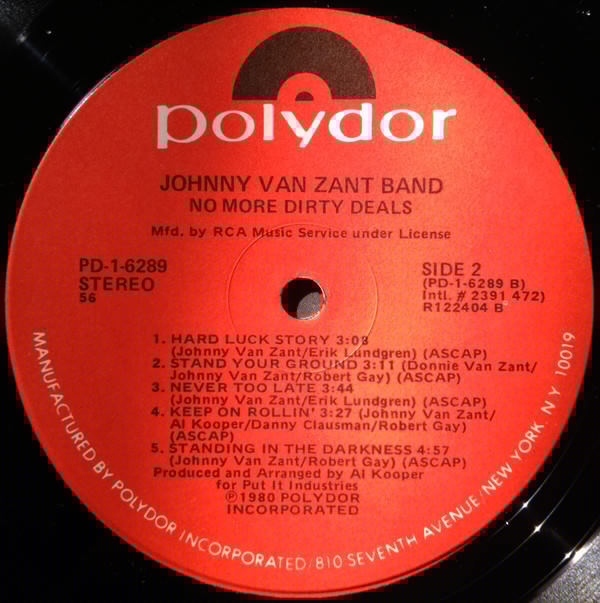 polydor
JOHNNY VAN ZANT BAND
NO MORE DIRTY DEALS
Mfd. by RCA Music Service under License
PD-1-6289
STEREO
56
SIDE 2
(PD-1-6289 B)
Intl. # 2391 472)
R122404 B
1. HARD LUCK STORY 3:08
(Johnny Van Zant/Erik Lundgren) (ASCAP)
2. STAND YOUR GROUND 3:11 (Donnie Van Zant/
Johnny Van Zant/Robert Gay) (ASCAP)
3. NEVER TOO LATE 3:44
(Johnny Van Zant/Erik Lundgren) (ASCAP)
4. KEEP ON ROLLIN' 3:27 (Johnny Van Zant/
Al Kooper/Danny Clausman/Robert Gay)
(ASCAP)
5. STANDING IN THE DARKNESS 4:57
(Johnny Van Zant/Robert Gay) (ASCAP)
Produced and Arranged by Al Kooper
for Put It Industries
℗1980 POLYDOR
INCORPORATED
MANUFACTURED BY POLYDOR INCORPORATED/810 SEVENTH AVENUE/NEW YORK. N Y 10019